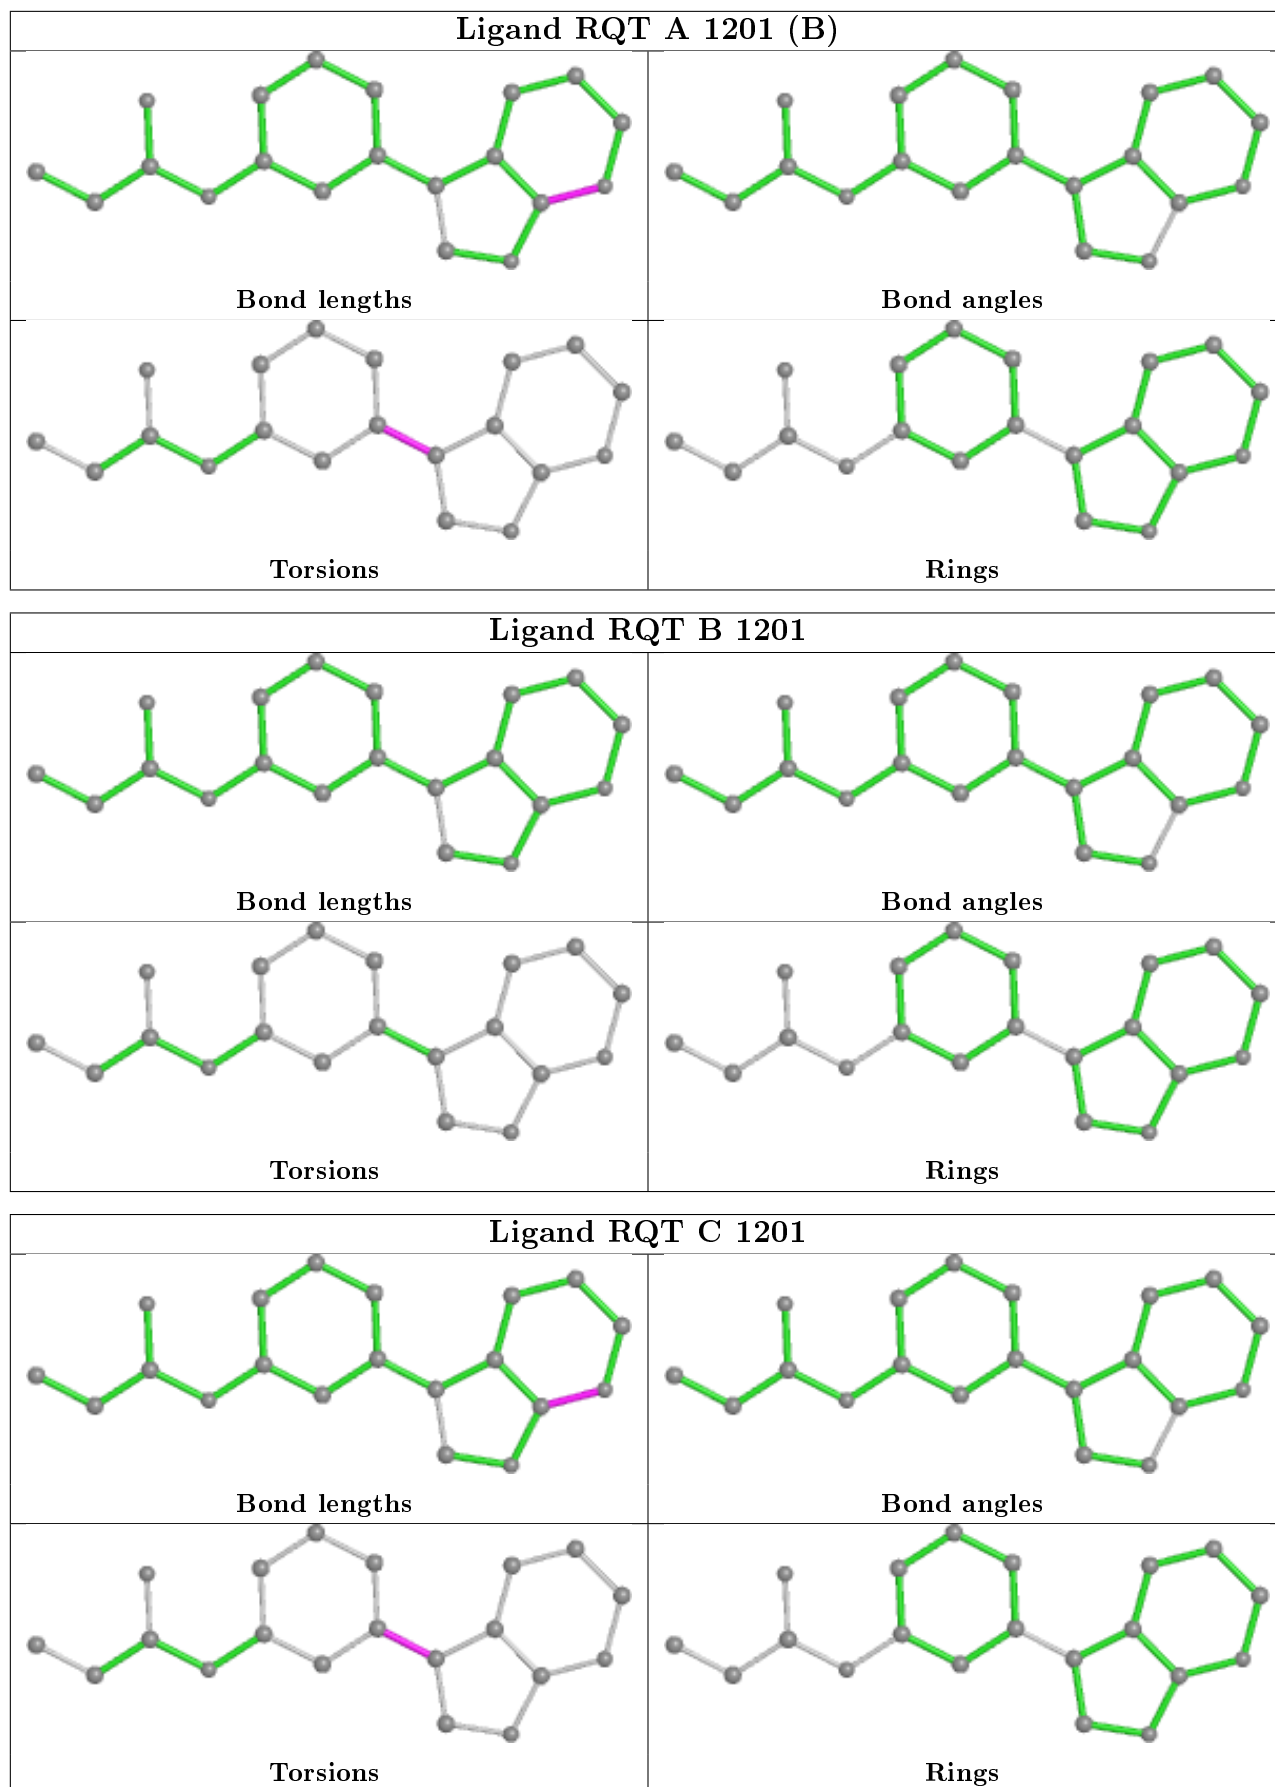 Ligand RQT A 1201 (B)
Bond lengths
Bond angles
Torsions
Rings
Ligand RQT B 1201
Bond lengths
Bond angles
Torsions
Rings
Ligand RQT C 1201
Bond lengths
Bond angles
Torsions
Rings